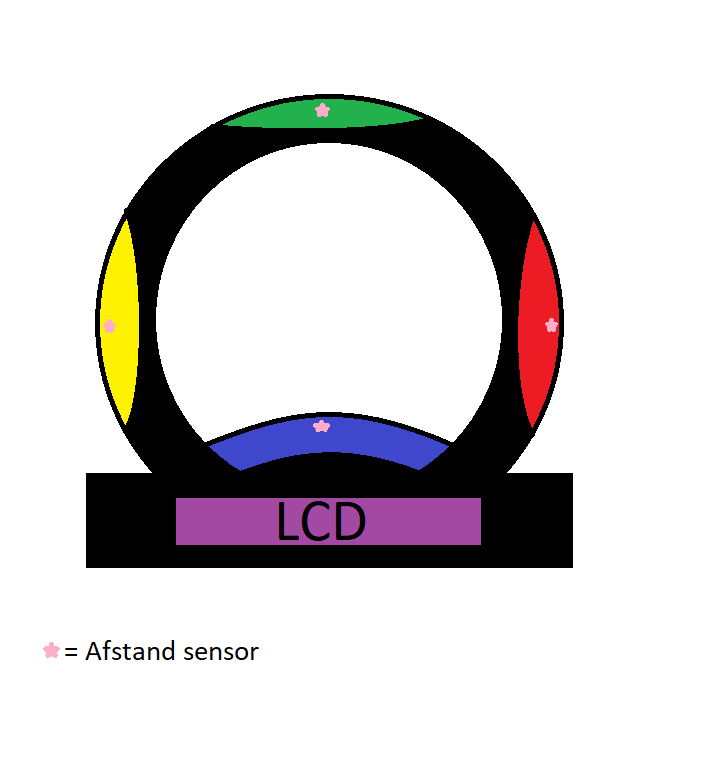 LCD
= Afstand sensor